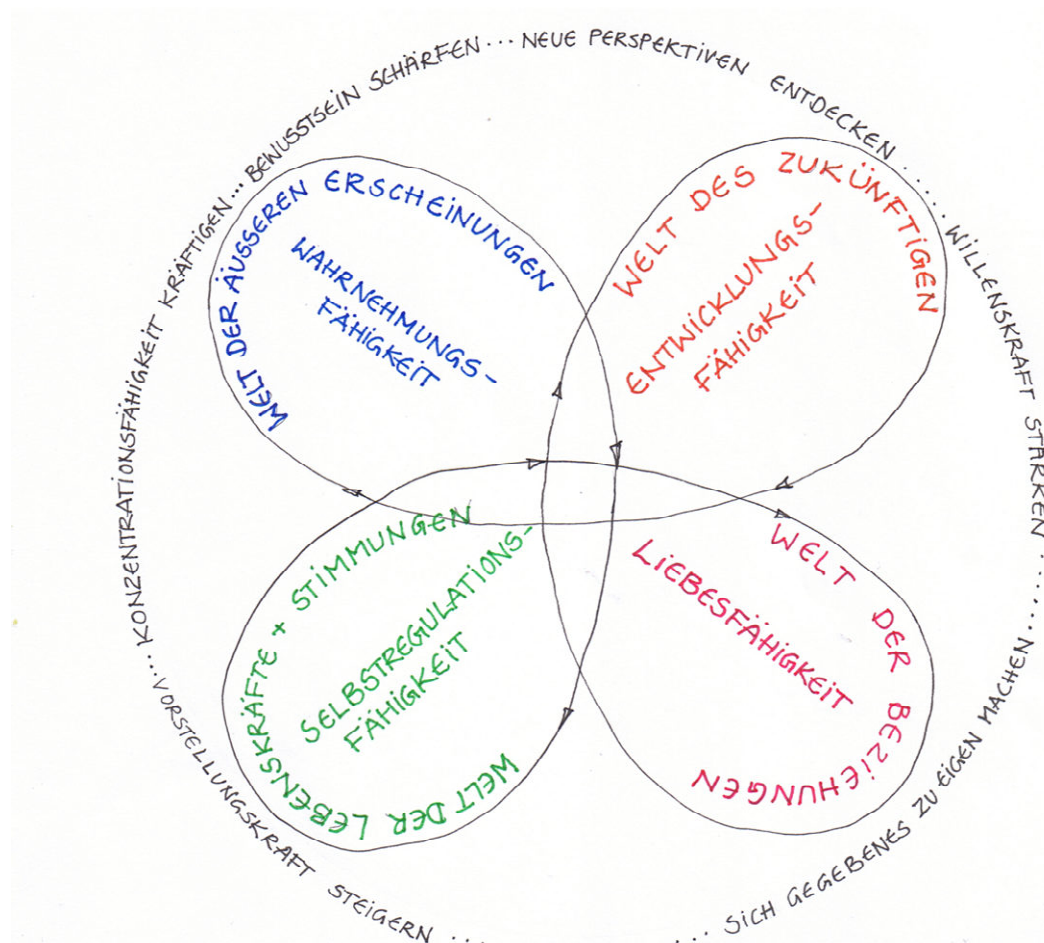 ...KONZENTRATIONSFÄHIGKEIT KRÄFTIGEN... BEWUSSTSEIN SCHÄRFEN... NEUE PERSPEKTIVEN ENTDECKEN...... WILLENSKRAFT STÄRKEN......
SICH GEGEBENES ZU EIGEN MACHEN......
...VORSTELLUNGSKRAFT STEIGERN...
WELT DER ÄUSSEREN ERSCHEINUNGEN
WAHRNEHMUNGS-
FÄHIGKEIT
WELT DES ZUKÜNFTIGEN
ENTWICKLUNGS-
FÄHIGKEIT
WELT DER LEBENSKRÄFTE + STIMMUNGEN
SELBSTREGULATIONS-
FÄHIGKEIT
WELT DER BEZIEHUNGEN
LIEBESFÄHIGKEIT